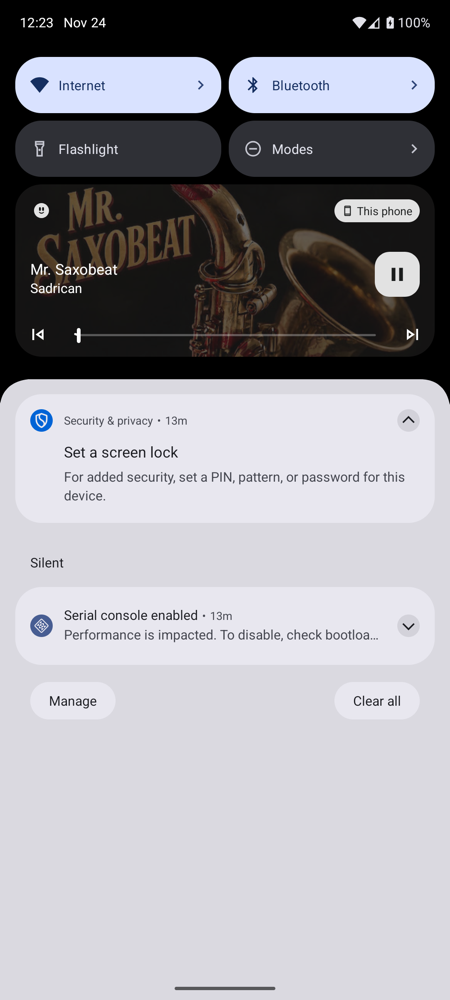 12:23 Nov 24
100%
Internet
Bluetooth
Flashlight
Modes
MR.
SAXOBEAT
This phone
Mr. Saxobeat
Sadrican
Security & privacy • 13m
Set a screen lock
For added security, set a PIN, pattern, or password for this
device.
Silent
Serial console enabled • 13m
Performance is impacted. To disable, check bootloa…
Manage
Clear all